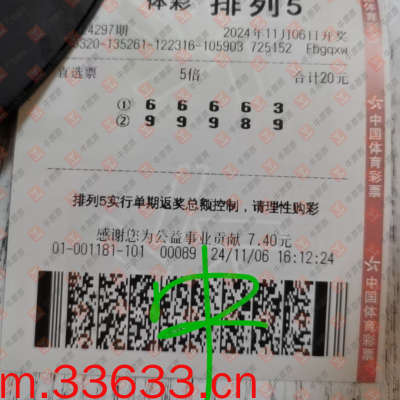 体彩 排列5
4297期 2024年11月06日开奖
5320-135261-122316-105903 725152 Ebgqxw
直选票 5倍 合计20元
① 6 6 6 6 3
② 9 9 9 8 9
排列5实行单期返奖总额控制，请理性购彩
感谢您为公益事业贡献 7.40元
01-001181-101 00089 24/11/06 16:12:24
中国体育彩票
中国体育彩票
中
m.33633.cn